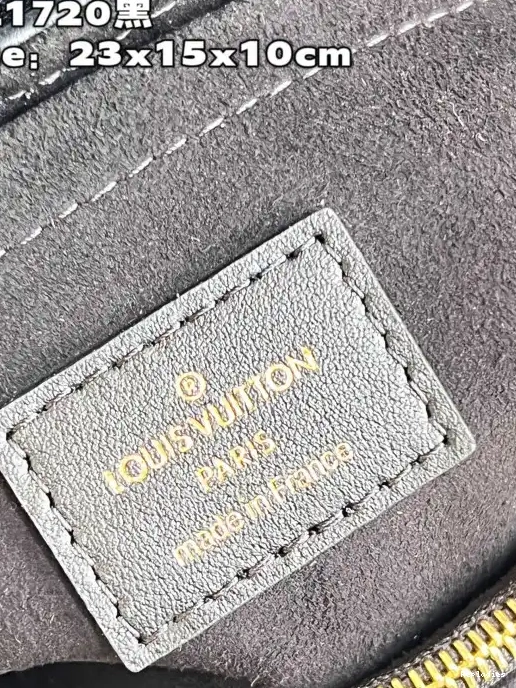 1720黑
e: 23x15x10cm
®
LOUIS VUITTON
PARIS
made in France